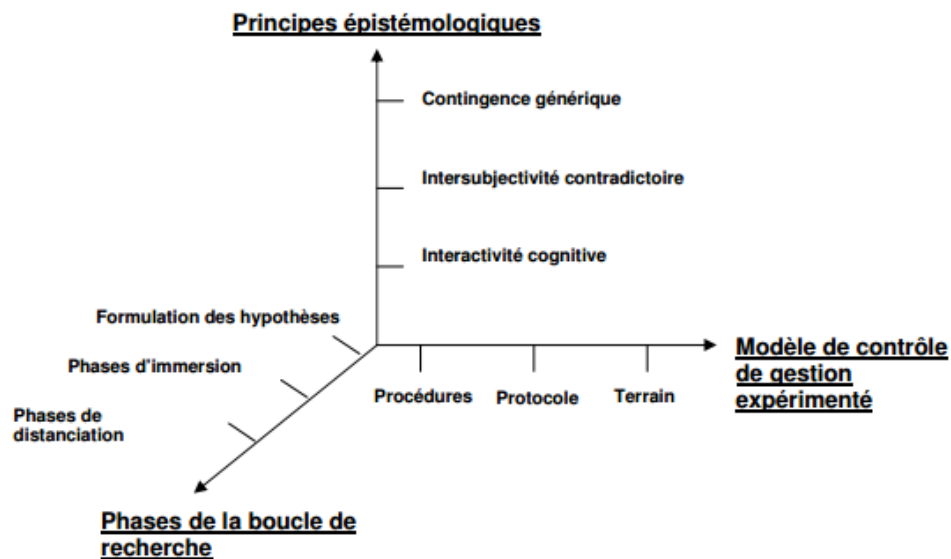 Principes épistémologiques
Contingence générique
Intersubjectivité contradictoire
Interactivité cognitive
Formulation des hypothèses
Phases d'immersion
Phases de
distanciation
Procédures
Protocole
Terrain
Modèle de contrôle
de gestion
expérimenté
Phases de la boucle de
recherche